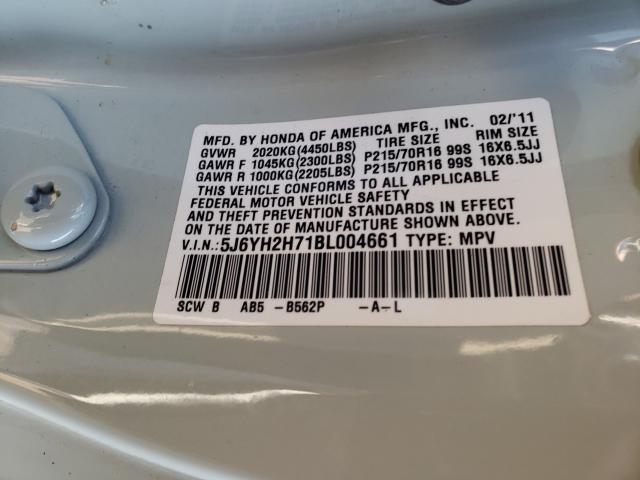 MFD. BY HONDA OF AMERICA MFG., INC. 02/'11
GVWR 2020KG(4450LBS) TIRE SIZE RIM SIZE
GAWR F 1045KG(2300LBS) P215/70R16 99S 16X6.5JJ
GAWR R 1000KG(2205LBS) P215/70R16 99S 16X6.5JJ
THIS VEHICLE CONFORMS TO ALL APPLICABLE
FEDERAL MOTOR VEHICLE SAFETY
AND THEFT PREVENTION STANDARDS IN EFFECT
ON THE DATE OF MANUFACTURE SHOWN ABOVE.
V.I.N.: 5J6YH2H71BL004661 TYPE: MPV
SCW B AB5 -B562P -A-L